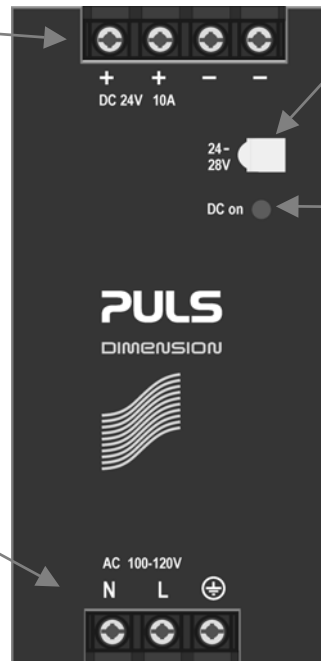 + + − −
DC 24V 10A
24-
28V
DC on
PULS
DIMENSION
AC 100-120V
N L